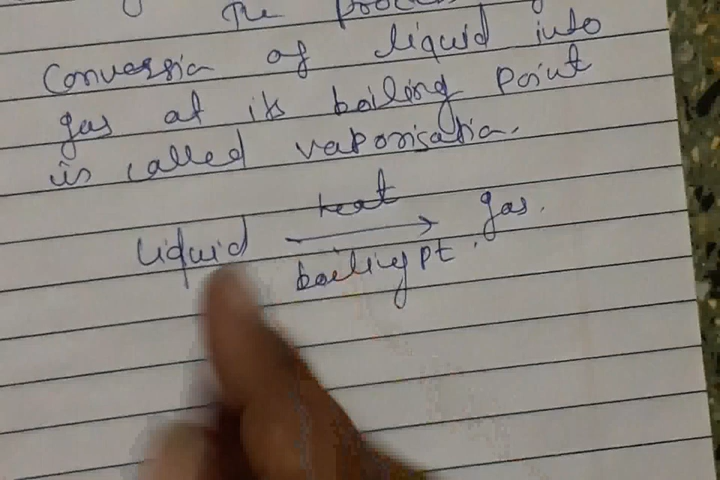 The process
Conversion of liquid into
gas at its boiling point
is called vaporisation.
heat
liquid → gas.
boiling pt.